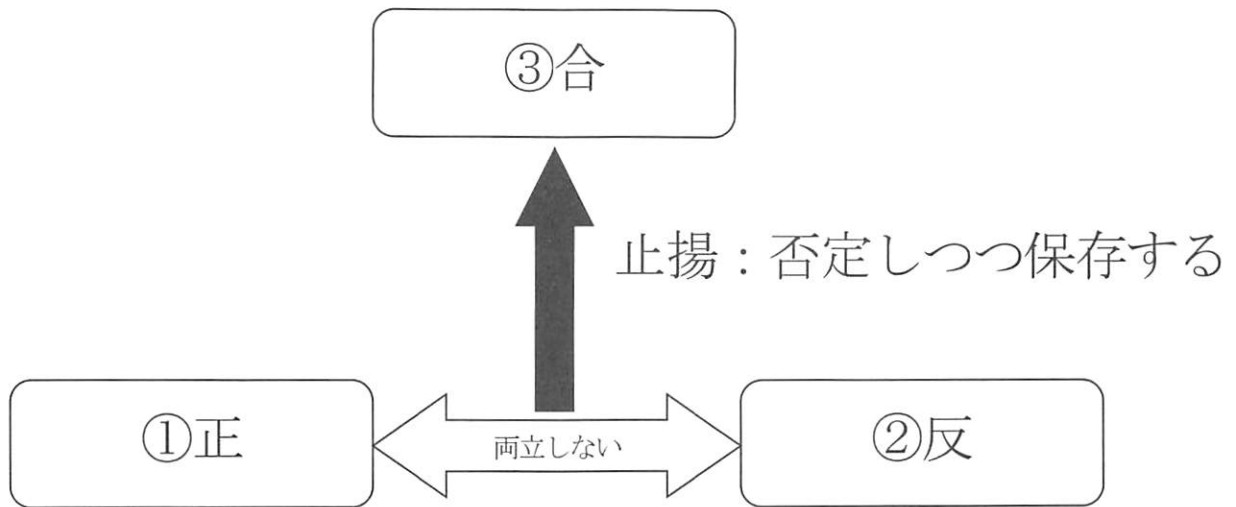 ③合
止揚：否定しつつ保存する
①正
両立しない
②反